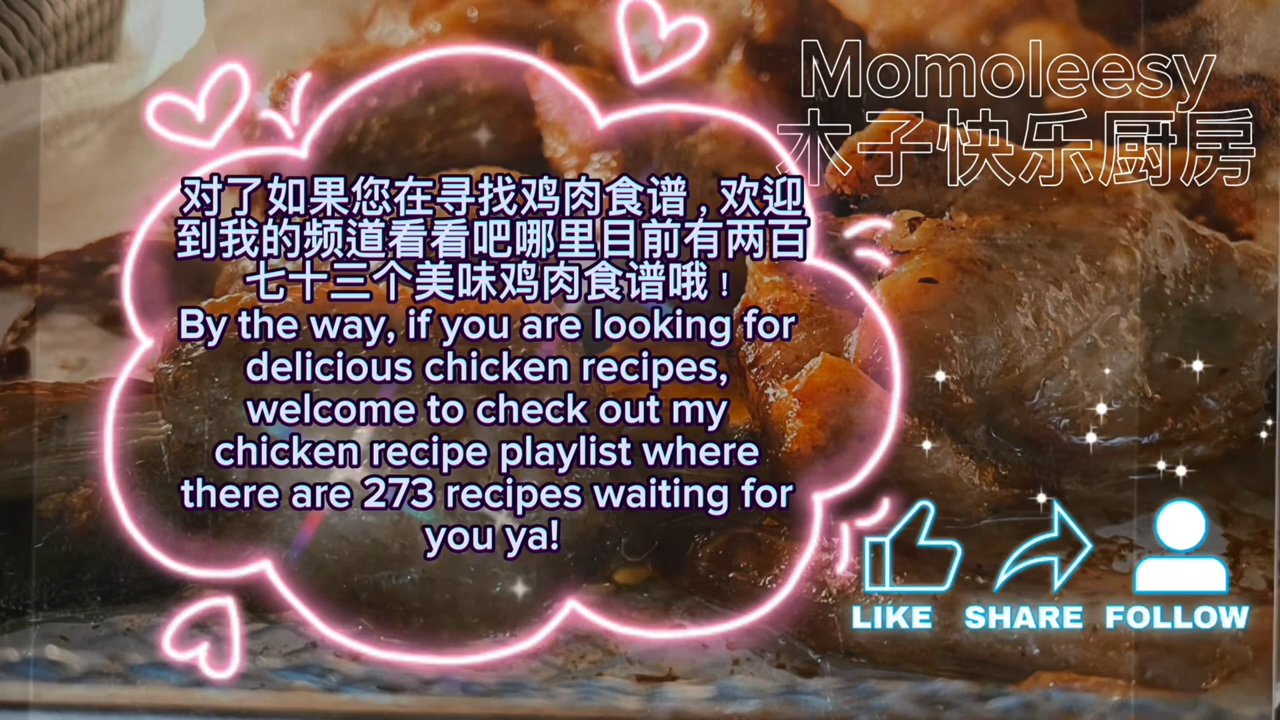 Momoleesy
木子快乐厨房
对了如果您在寻找鸡肉食谱，欢迎
到我的频道看看吧哪里目前有两百
七十三个美味鸡肉食谱哦！
By the way, if you are looking for
delicious chicken recipes,
welcome to check out my
chicken recipe playlist where
there are 273 recipes waiting for
you ya!
LIKE SHARE FOLLOW